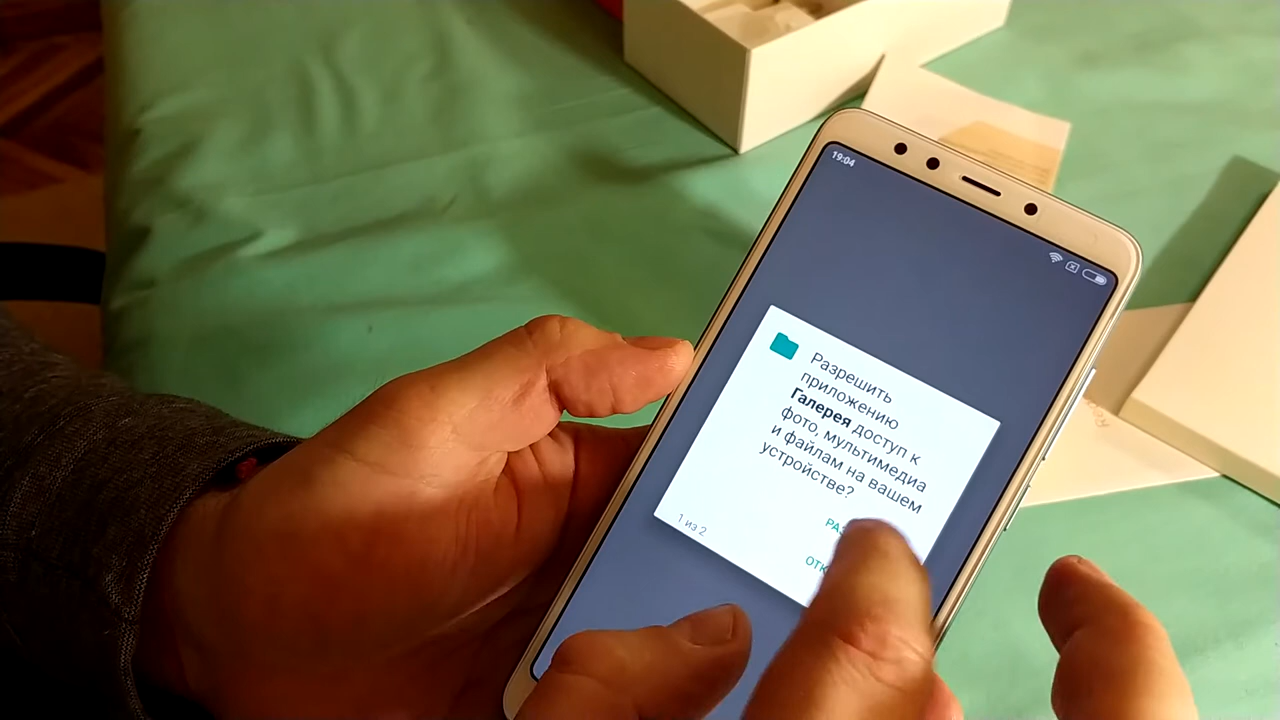 19:04
Разрешить
приложению
Галерея доступ к
фото, мультимедиа
и файлам на вашем
устройстве?
1 из 2